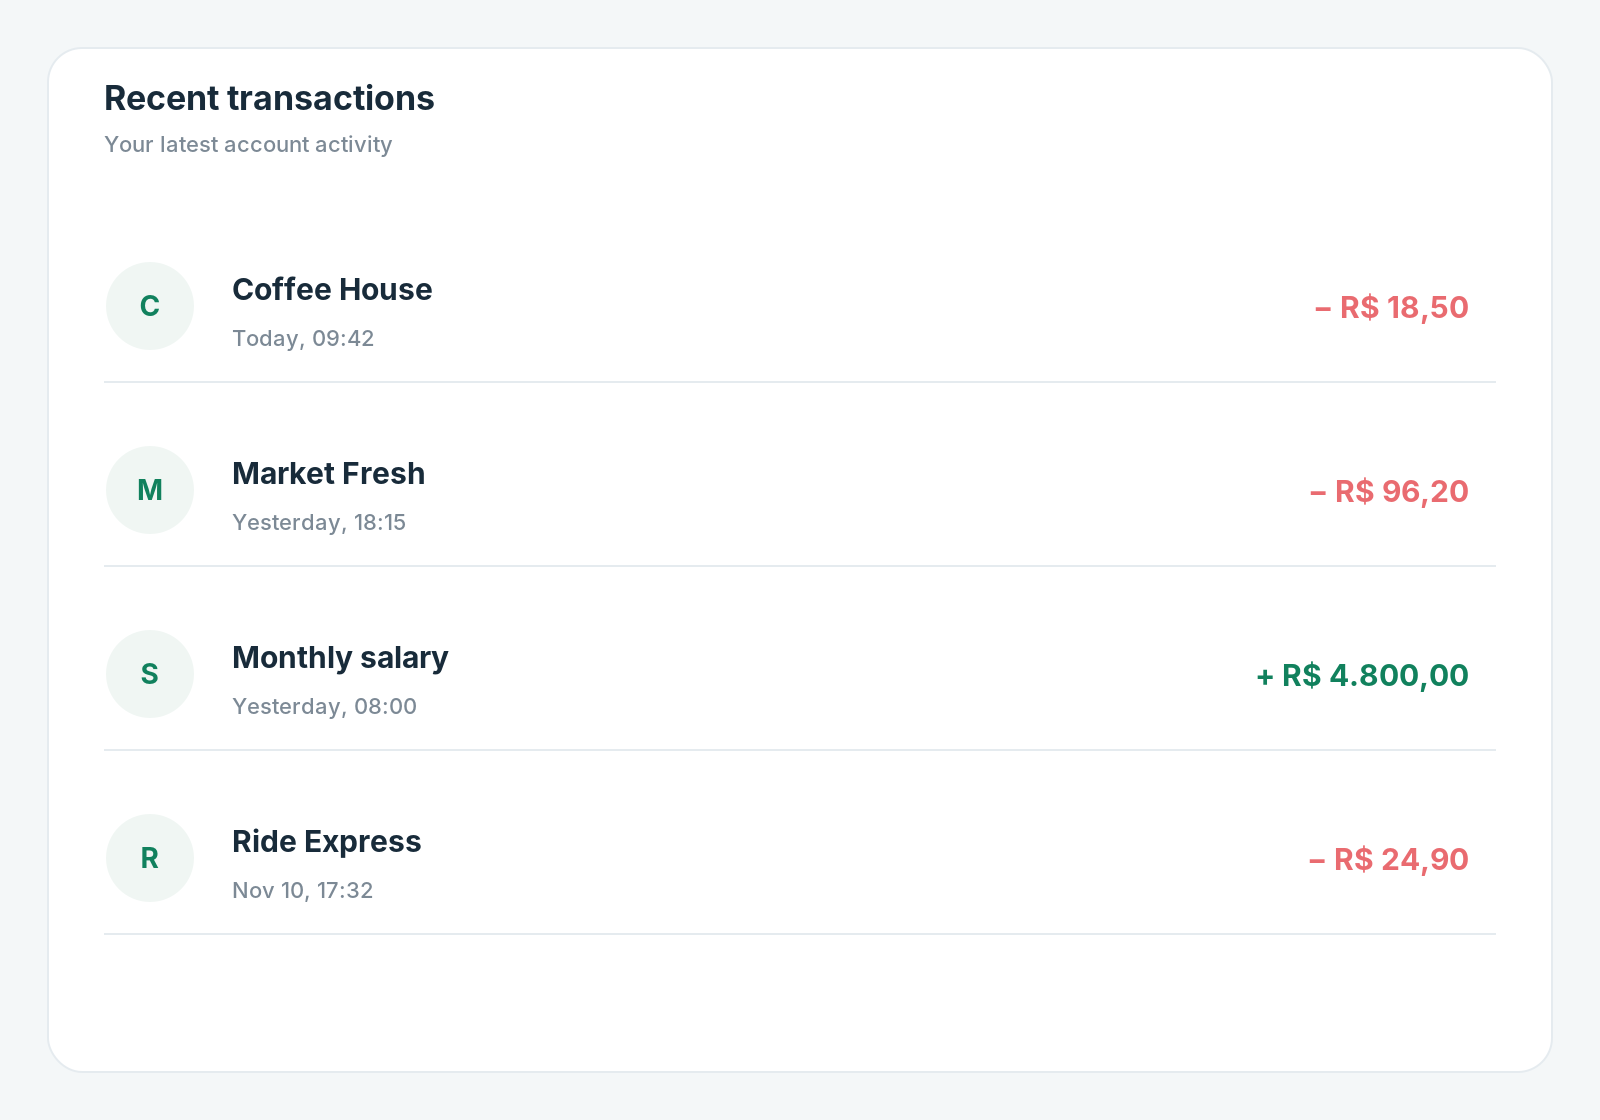 Recent transactions
Your latest account activity
C
Coffee House
Today, 09:42
– R$ 18,50
M
Market Fresh
Yesterday, 18:15
– R$ 96,20
S
Monthly salary
Yesterday, 08:00
+ R$ 4.800,00
R
Ride Express
Nov 10, 17:32
– R$ 24,90